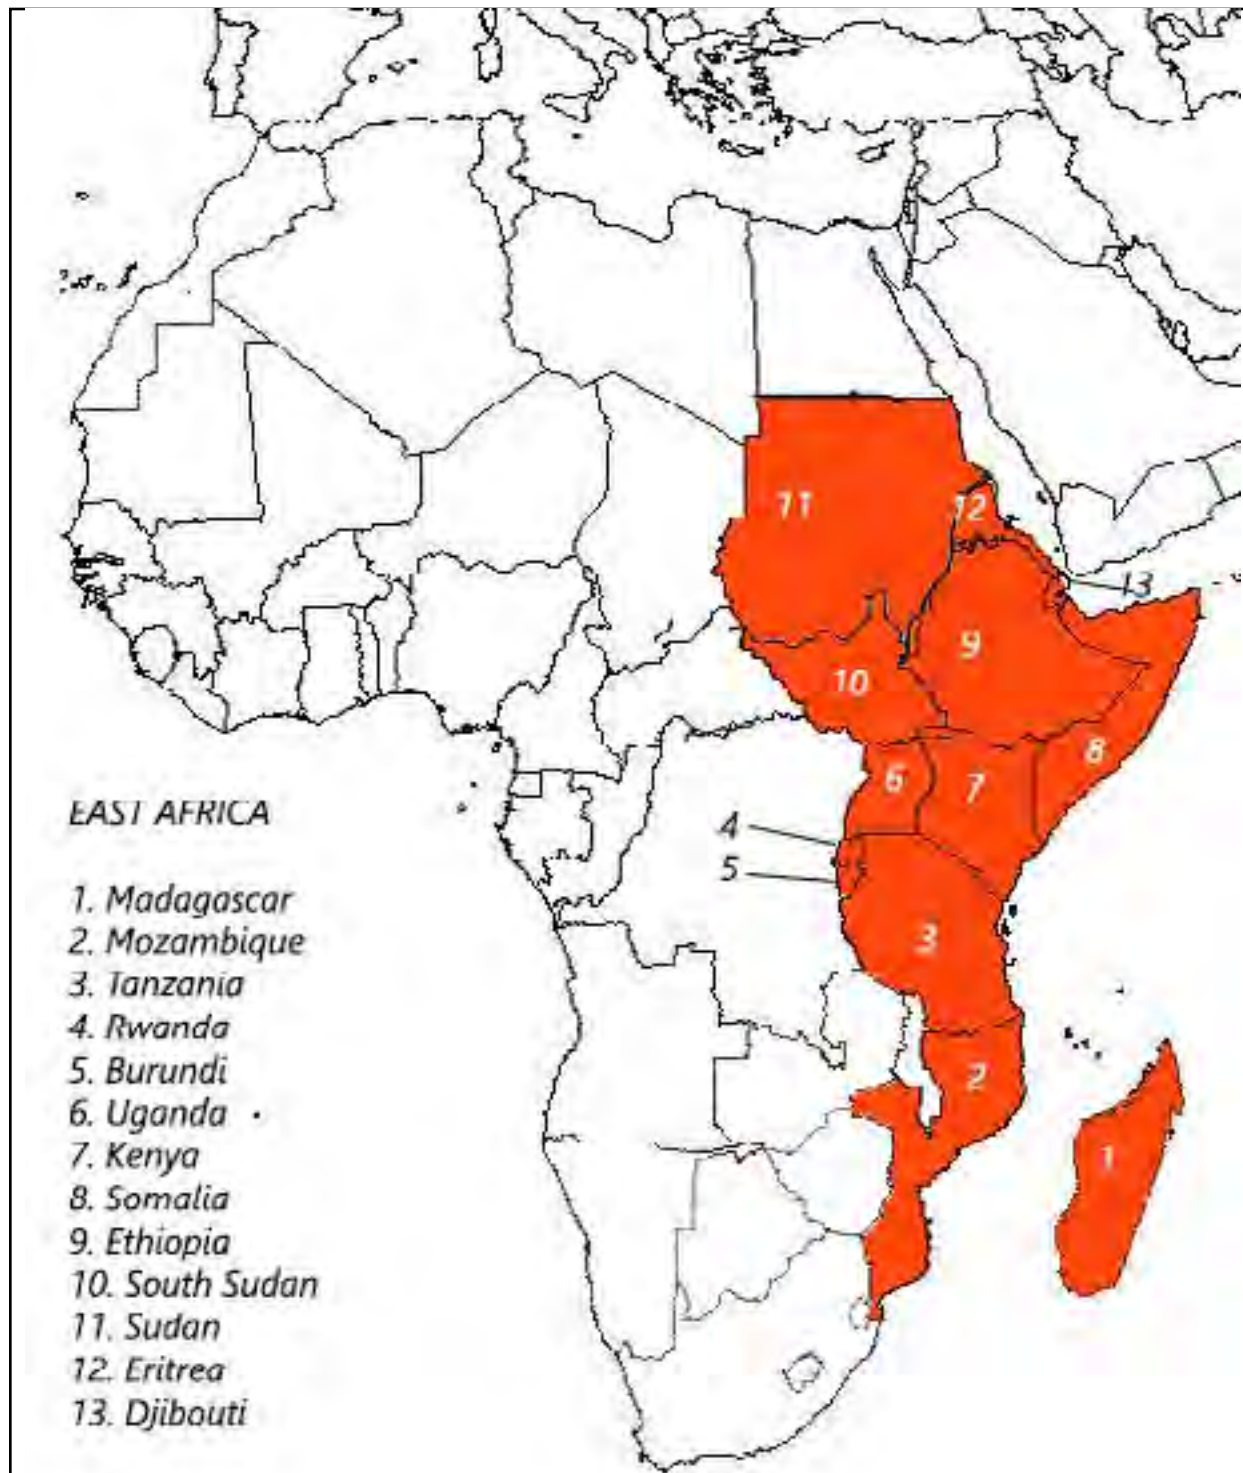 11
12
13
9
10
8
6
7
4
5
3
2
1
EAST AFRICA
1. Madagascar
2. Mozambique
3. Tanzania
4. Rwanda
5. Burundi
6. Uganda
7. Kenya
8. Somalia
9. Ethiopia
10. South Sudan
11. Sudan
12. Eritrea
13. Djibouti